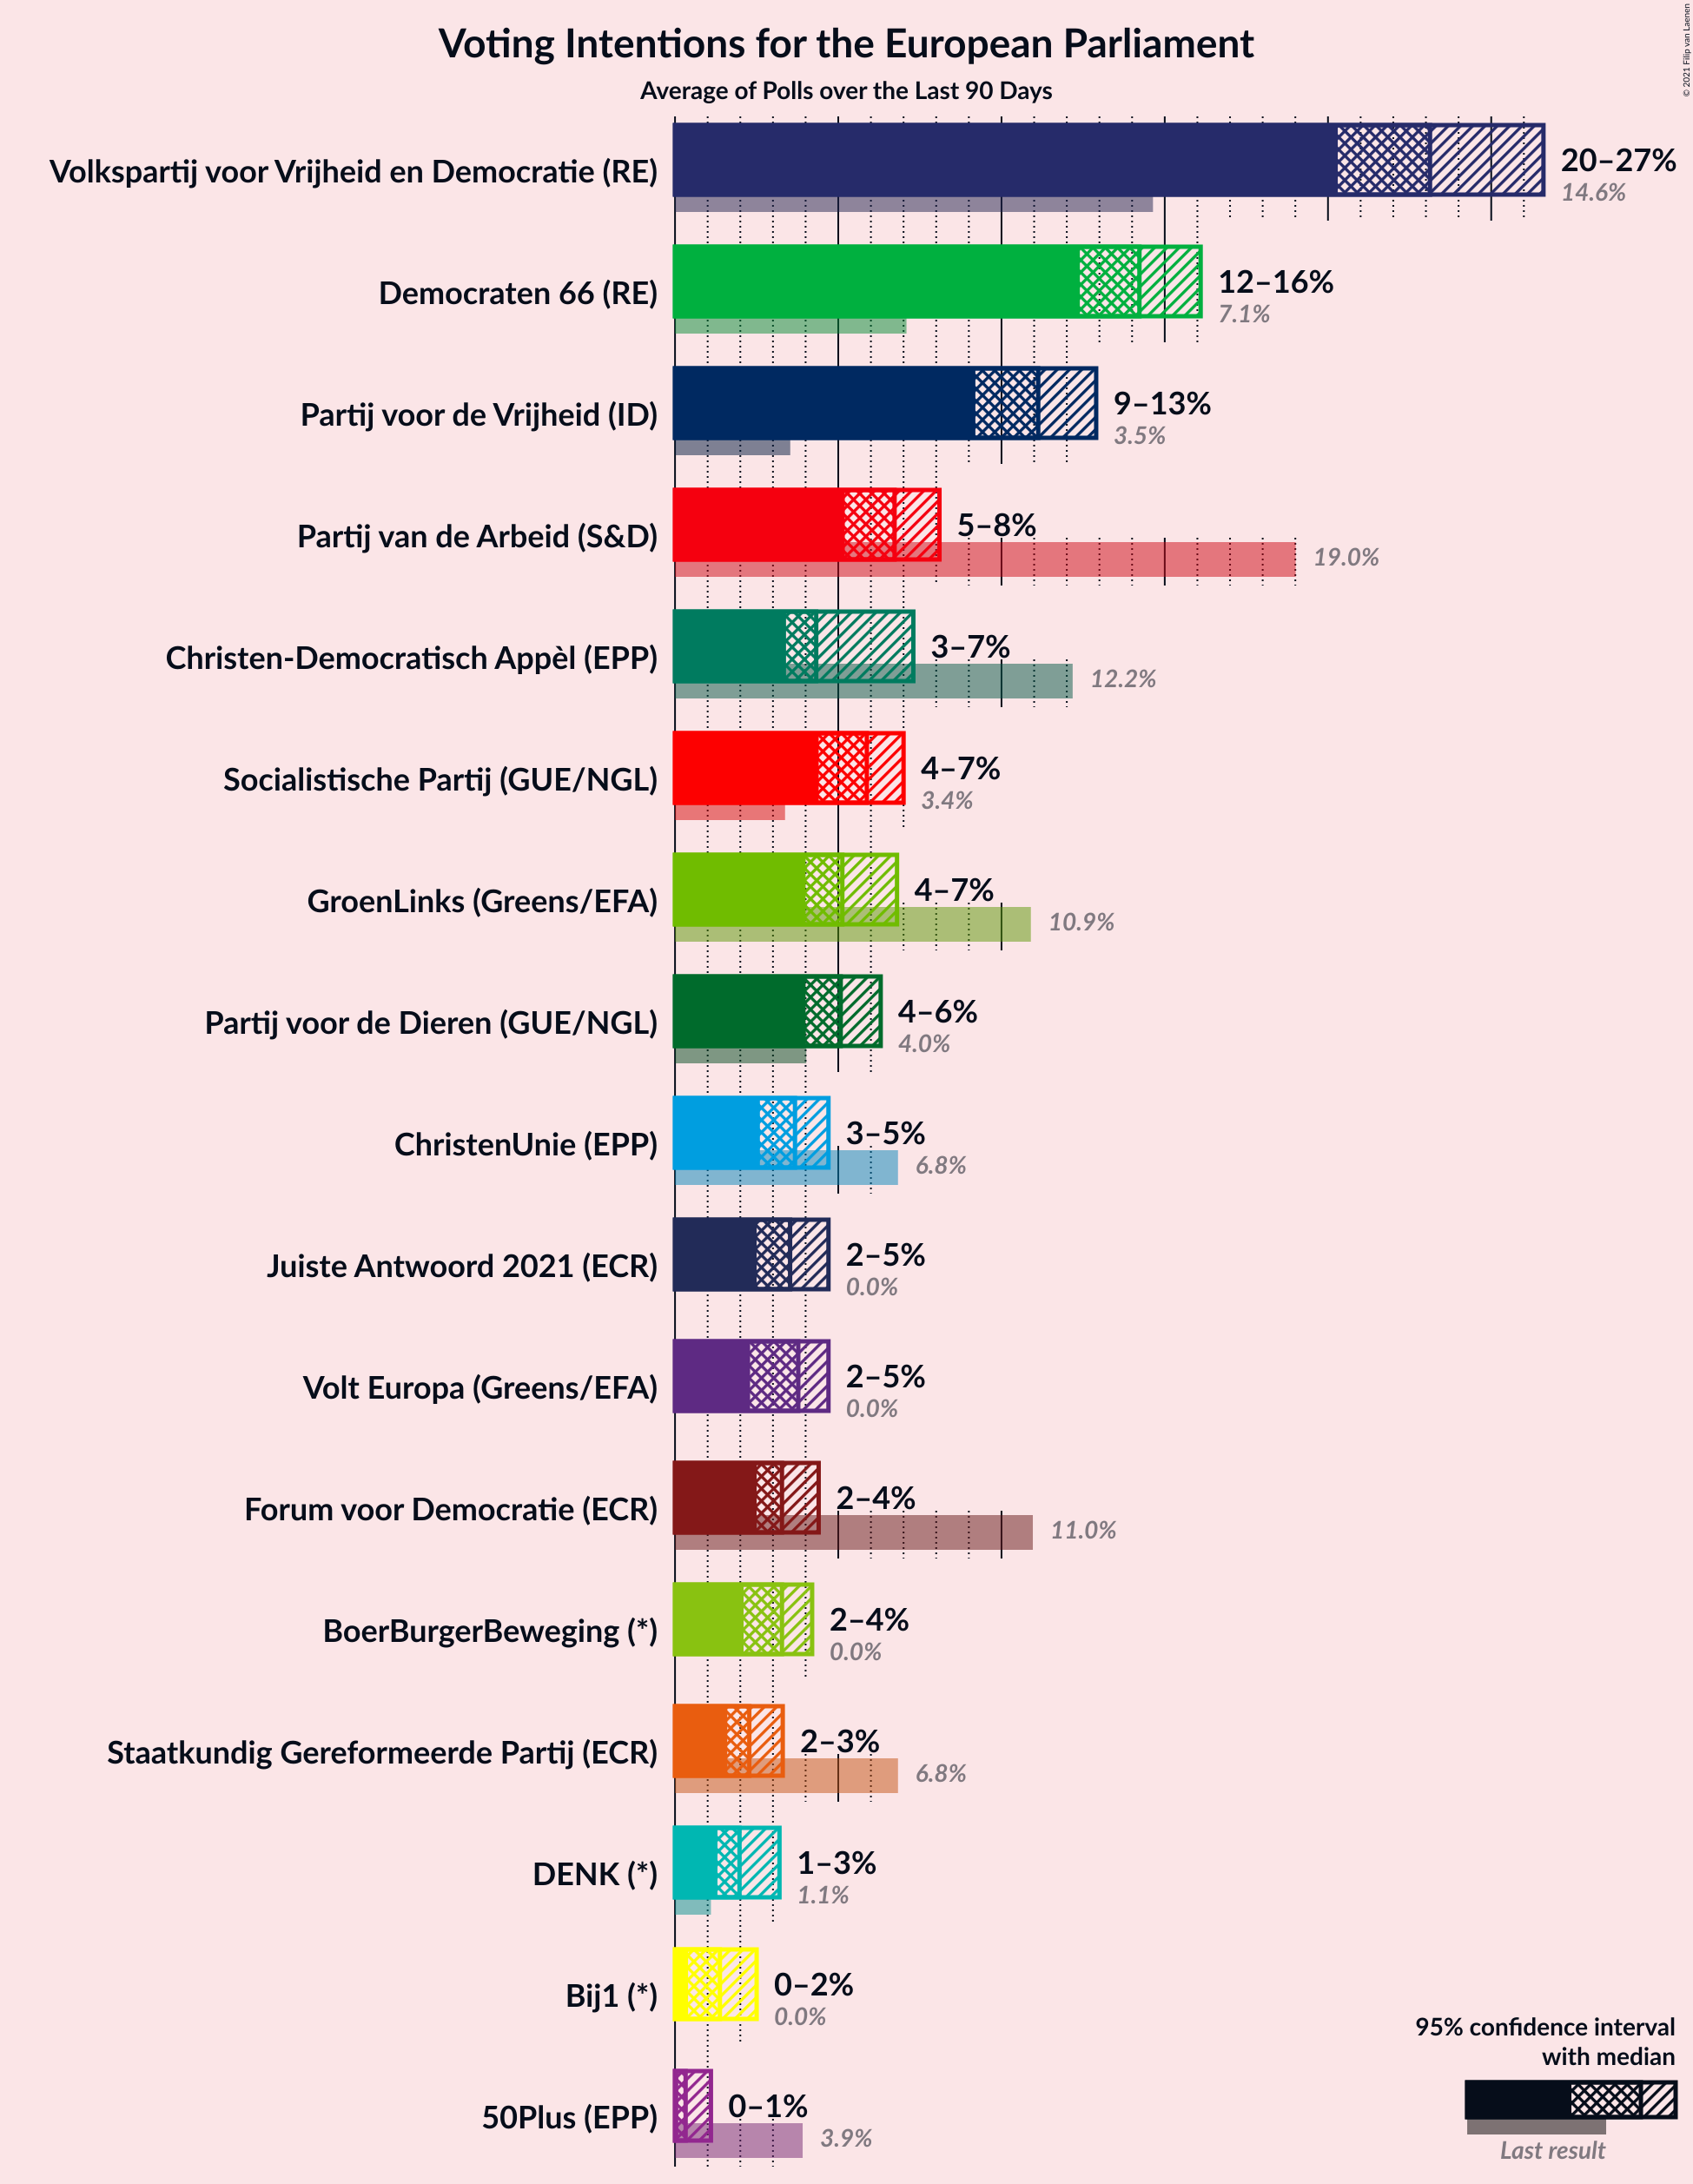 © 2021 Filip van Laenen
Voting Intentions for the European Parliament
Average of Polls over the Last 90 Days
Volkspartij voor Vrijheid en Democratie (RE)
20–27%
14.6%
Democraten 66 (RE)
12–16%
7.1%
Partij voor de Vrijheid (ID)
9–13%
3.5%
Partij van de Arbeid (S&D)
5–8%
19.0%
Christen-Democratisch Appèl (EPP)
3–7%
12.2%
Socialistische Partij (GUE/NGL)
4–7%
3.4%
GroenLinks (Greens/EFA)
4–7%
10.9%
Partij voor de Dieren (GUE/NGL)
4–6%
4.0%
ChristenUnie (EPP)
3–5%
6.8%
Juiste Antwoord 2021 (ECR)
2–5%
0.0%
Volt Europa (Greens/EFA)
2–5%
0.0%
Forum voor Democratie (ECR)
2–4%
11.0%
BoerBurgerBeweging (*)
2–4%
0.0%
Staatkundig Gereformeerde Partij (ECR)
2–3%
6.8%
DENK (*)
1–3%
1.1%
Bij1 (*)
0–2%
0.0%
50Plus (EPP)
0–1%
3.9%
95% confidence interval
with median
Last result